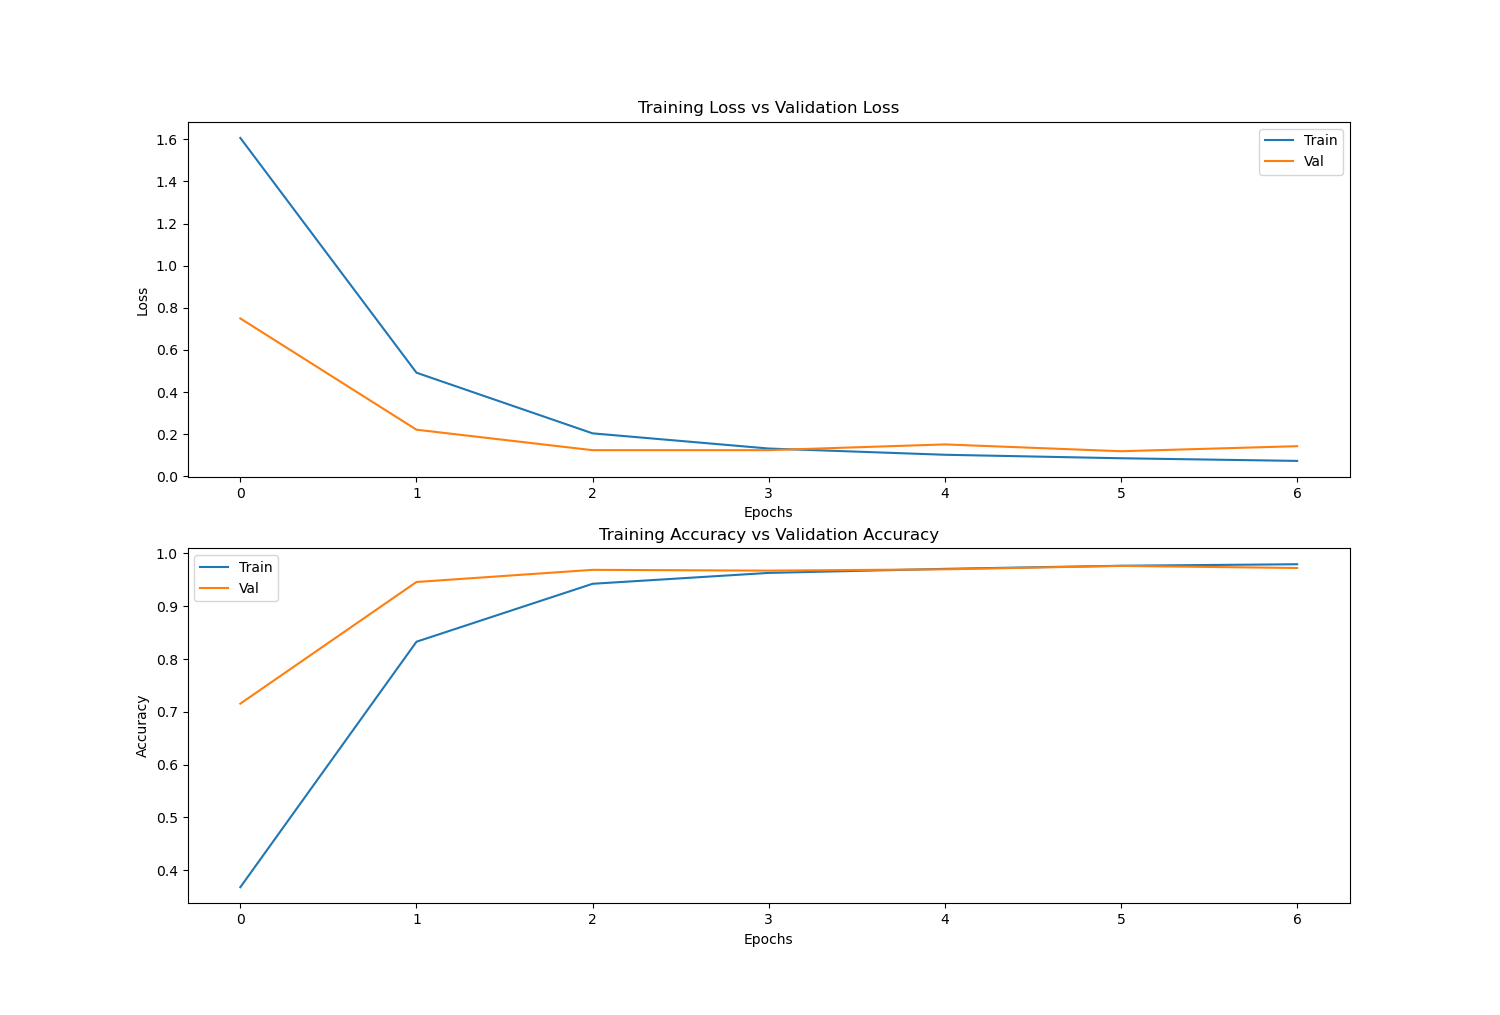 Training Loss vs Validation Loss
1.6
1.4
1.2
1.0
0.8
0.6
0.4
0.2
0.0
Loss
Train
Val
0 1 2 3 4 5 6
Epochs
Training Accuracy vs Validation Accuracy
1.0
0.9
0.8
0.7
0.6
0.5
0.4
Accuracy
Train
Val
0 1 2 3 4 5 6
Epochs